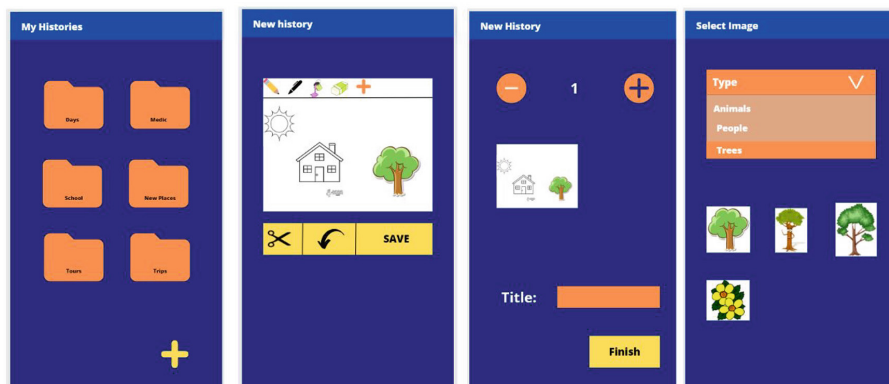 My Histories
Days
Medic
School
New Places
Tours
Trips
New history
SAVE
New History
1
Title:
Finish
Select Image
Type
Animals
People
Trees